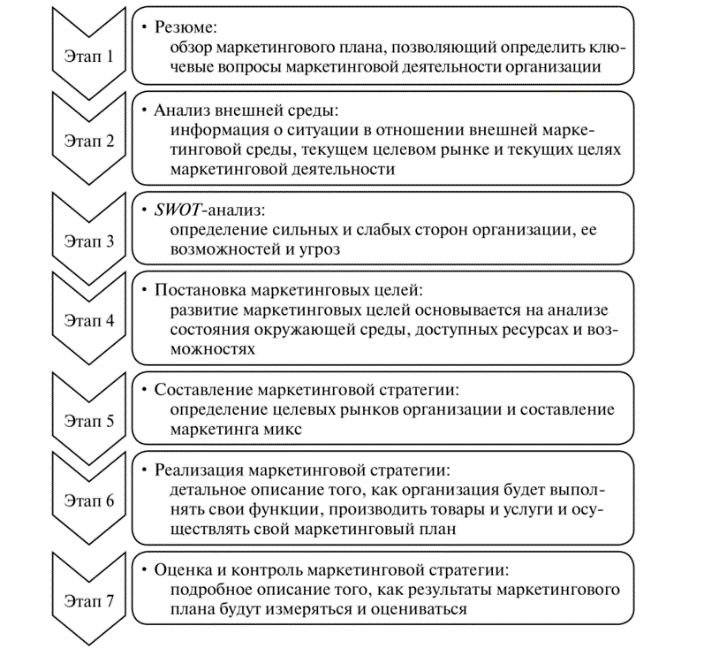 Этап 1
• Резюме:
обзор маркетингового плана, позволяющий определить клю-
чевые вопросы маркетинговой деятельности организации
Этап 2
• Анализ внешней среды:
информация о ситуации в отношении внешней марке-
тинговой среды, текущем целевом рынке и текущих целях
маркетинговой деятельности
Этап 3
• SWOT-анализ:
определение сильных и слабых сторон организации, ее
возможностей и угроз
Этап 4
• Постановка маркетинговых целей:
развитие маркетинговых целей основывается на анализе
состояния окружающей среды, доступных ресурсах и воз-
можностях
Этап 5
• Составление маркетинговой стратегии:
определение целевых рынков организации и составление
маркетинга микс
Этап 6
• Реализация маркетинговой стратегии:
детальное описание того, как организация будет выпол-
нять свои функции, производить товары и услуги и осу-
ществлять свой маркетинговый план
Этап 7
• Оценка и контроль маркетинговой стратегии:
подробное описание того, как результаты маркетингового
плана будут измеряться и оцениваться